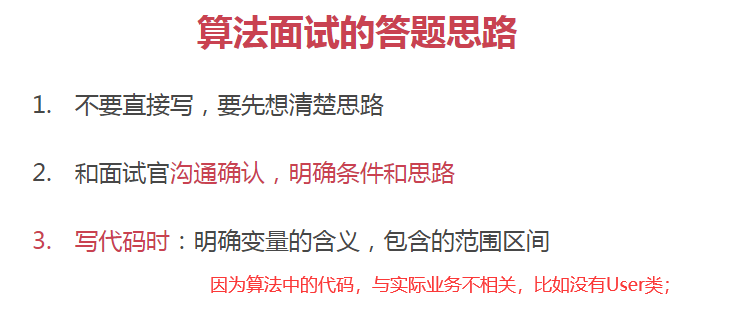 算法面试的答题思路
1. 不要直接写，要先想清楚思路
2. 和面试官沟通确认，明确条件和思路
3. 写代码时：明确变量的含义，包含的范围区间
因为算法中的代码，与实际业务不相关，比如没有User类；